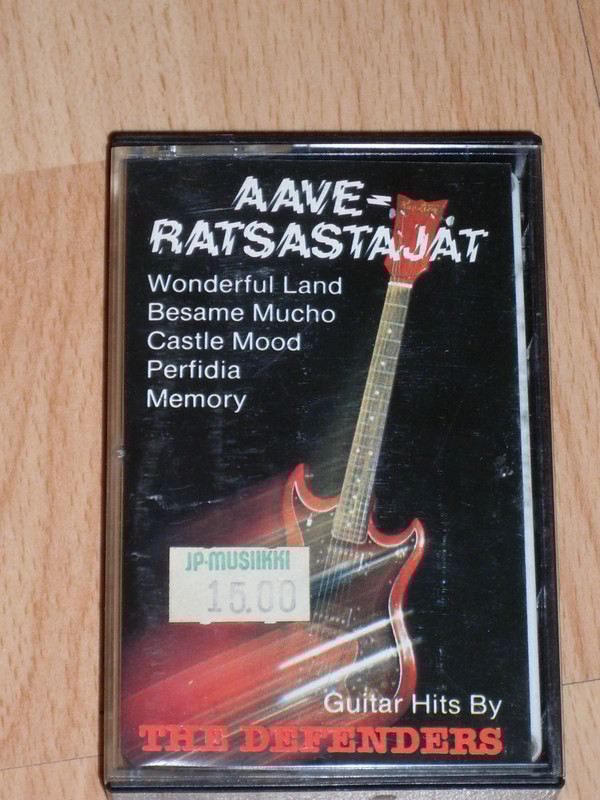 AAVE-
RATSASTAJAT
Wonderful Land
Besame Mucho
Castle Mood
Perfidia
Memory
JP-MUSIIKKI
15.00
Guitar Hits By
THE DEFENDERS